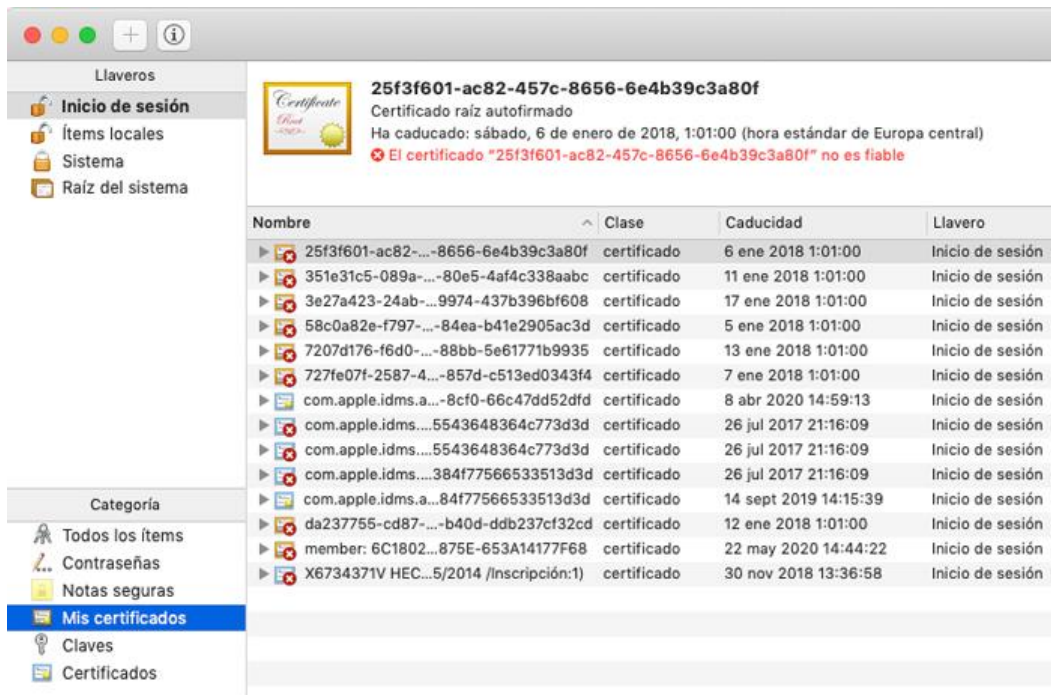 Llaveros
Inicio de sesión
Ítems locales
Sistema
Raíz del sistema
Certificate
Root
25f3f601-ac82-457c-8656-6e4b39c3a80f
Certificado raíz autofirmado
Ha caducado: sábado, 6 de enero de 2018, 1:01:00 (hora estándar de Europa central)
El certificado "25f3f601-ac82-457c-8656-6e4b39c3a80f" no es fiable
Nombre Clase Caducidad Llavero
25f3f601-ac82-...-8656-6e4b39c3a80f certificado 6 ene 2018 1:01:00 Inicio de sesión
351e31c5-089a-...-80e5-4af4c338aabc certificado 11 ene 2018 1:01:00 Inicio de sesión
3e27a423-24ab-...9974-437b396bf608 certificado 17 ene 2018 1:01:00 Inicio de sesión
58c0a82e-f797-...-84ea-b41e2905ac3d certificado 5 ene 2018 1:01:00 Inicio de sesión
7207d176-f6d0-...-88bb-5e61771b9935 certificado 13 ene 2018 1:01:00 Inicio de sesión
727fe07f-2587-4...-857d-c513ed0343f4 certificado 7 ene 2018 1:01:00 Inicio de sesión
com.apple.idms.a...-8cf0-66c47dd52dfd certificado 8 abr 2020 14:59:13 Inicio de sesión
com.apple.idms....5543648364c773d3d certificado 26 jul 2017 21:16:09 Inicio de sesión
com.apple.idms....5543648364c773d3d certificado 26 jul 2017 21:16:09 Inicio de sesión
com.apple.idms....384f77566533513d3d certificado 26 jul 2017 21:16:09 Inicio de sesión
com.apple.idms.a...84f77566533513d3d certificado 14 sept 2019 14:15:39 Inicio de sesión
da237755-cd87-...-b40d-ddb237cf32cd certificado 12 ene 2018 1:01:00 Inicio de sesión
member: 6C1802...875E-653A14177F68 certificado 22 may 2020 14:44:22 Inicio de sesión
X6734371V HEC...5/2014 /Inscripción:1) certificado 30 nov 2018 13:36:58 Inicio de sesión
Categoría
Todos los ítems
Contraseñas
Notas seguras
Mis certificados
Claves
Certificados